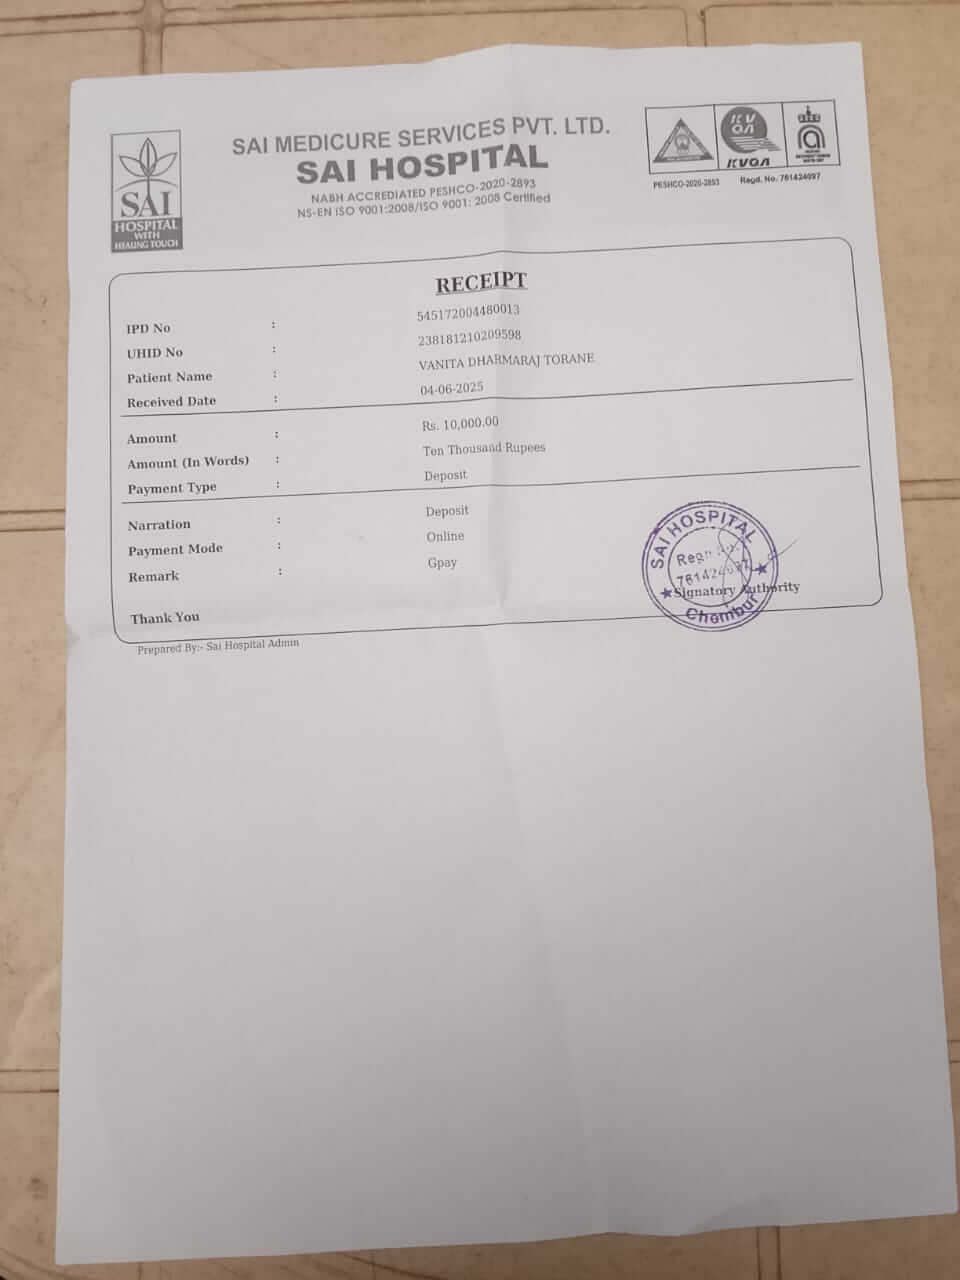 SAI
HOSPITAL
WITH
HEALING TOUCH
SAI MEDICURE SERVICES PVT. LTD.
SAI HOSPITAL
NABH ACCREDIATED PESHCO-2020-2893
NS-EN ISO 9001:2008/ISO 9001: 2008 Certified
KV
QA
KVQA
PESHCO-2020-2893 Regd. No. 761424097
RECEIPT
IPD No : 545172004480013
UHID No : 238181210209598
Patient Name : VANITA DHARMARAJ TORANE
Received Date : 04-06-2025
Amount : Rs. 10,000.00
Amount (In Words) : Ten Thousand Rupees
Payment Type : Deposit
Narration : Deposit
Payment Mode : Online
Remark : Gpay
SAI HOSPITAL
Regn No.
Chembur
Signatory Authority
Thank You
Prepared By:- Sai Hospital Admin